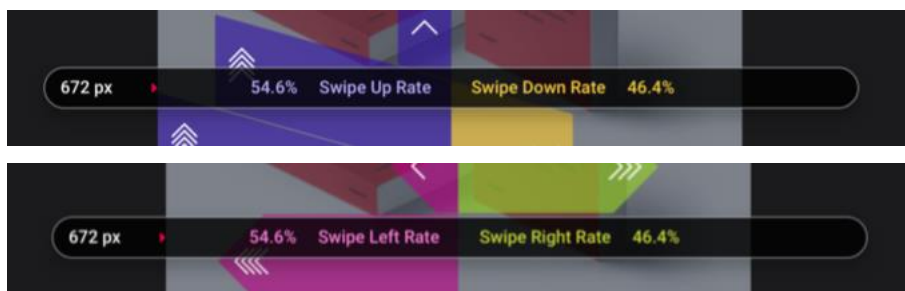 672 px 54.6% Swipe Up Rate Swipe Down Rate 46.4%
672 px 54.6% Swipe Left Rate Swipe Right Rate 46.4%